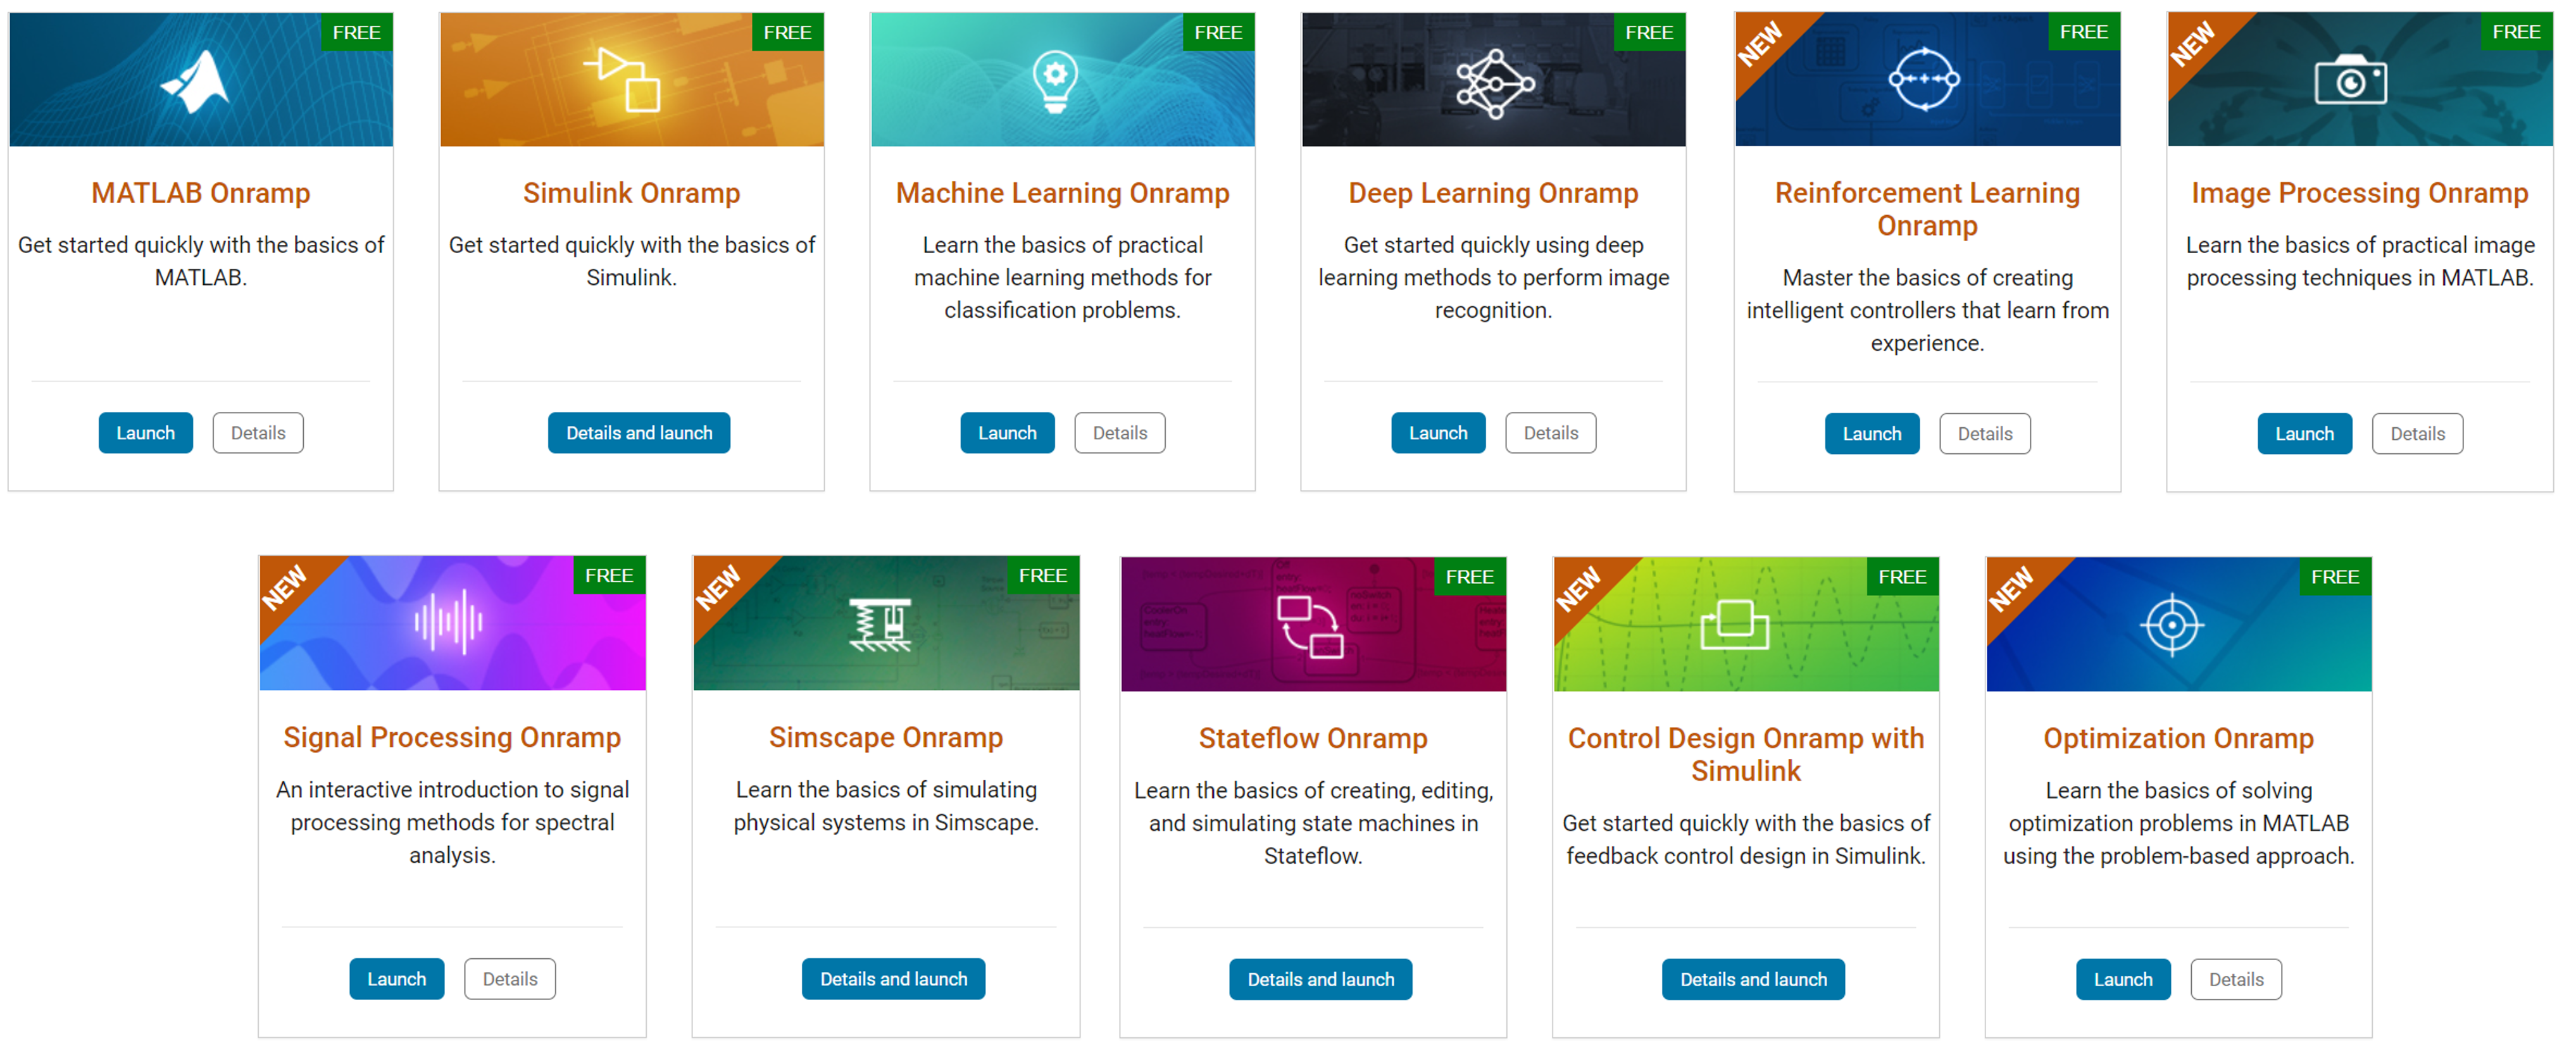 FREE
MATLAB Onramp
Get started quickly with the basics of
MATLAB.
Launch
Details
FREE
Simulink Onramp
Get started quickly with the basics of
Simulink.
Details and launch
FREE
Machine Learning Onramp
Learn the basics of practical
machine learning methods for
classification problems.
Launch
Details
FREE
Deep Learning Onramp
Get started quickly using deep
learning methods to perform image
recognition.
Launch
Details
NEW
FREE
Reinforcement Learning
Onramp
Master the basics of creating
intelligent controllers that learn from
experience.
Launch
Details
NEW
FREE
Image Processing Onramp
Learn the basics of practical image
processing techniques in MATLAB.
Launch
Details
NEW
FREE
Signal Processing Onramp
An interactive introduction to signal
processing methods for spectral
analysis.
Launch
Details
NEW
FREE
Simscape Onramp
Learn the basics of simulating
physical systems in Simscape.
Details and launch
FREE
Stateflow Onramp
Learn the basics of creating, editing,
and simulating state machines in
Stateflow.
Details and launch
NEW
FREE
Control Design Onramp with
Simulink
Get started quickly with the basics of
feedback control design in Simulink.
Details and launch
NEW
FREE
Optimization Onramp
Learn the basics of solving
optimization problems in MATLAB
using the problem-based approach.
Launch
Details